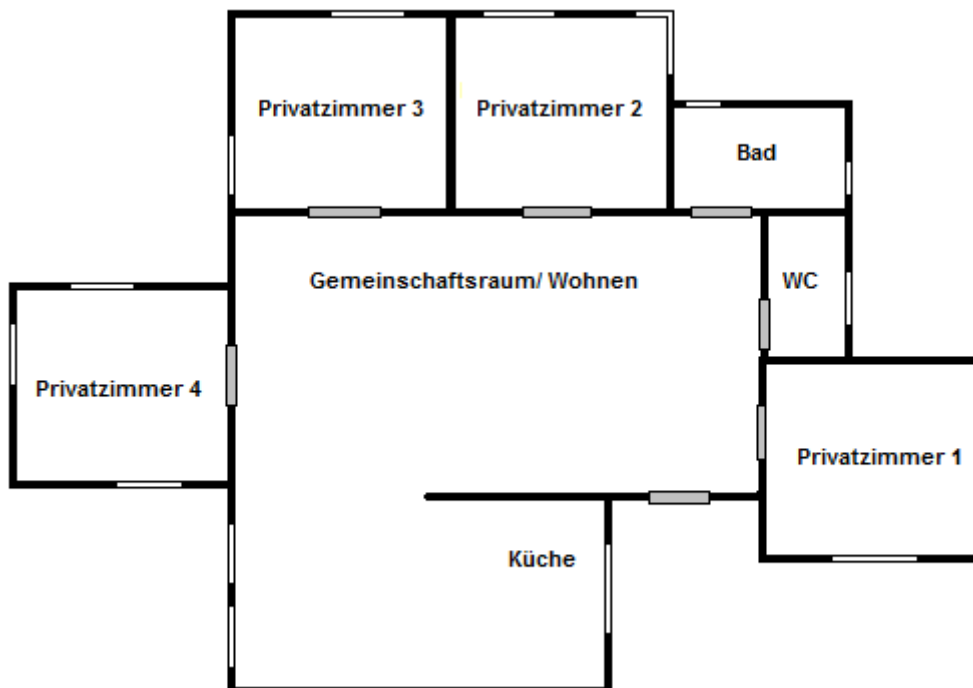 Privatzimmer 3
Privatzimmer 2
Bad
Gemeinschaftsraum/ Wohnen
WC
Privatzimmer 4
Privatzimmer 1
Küche